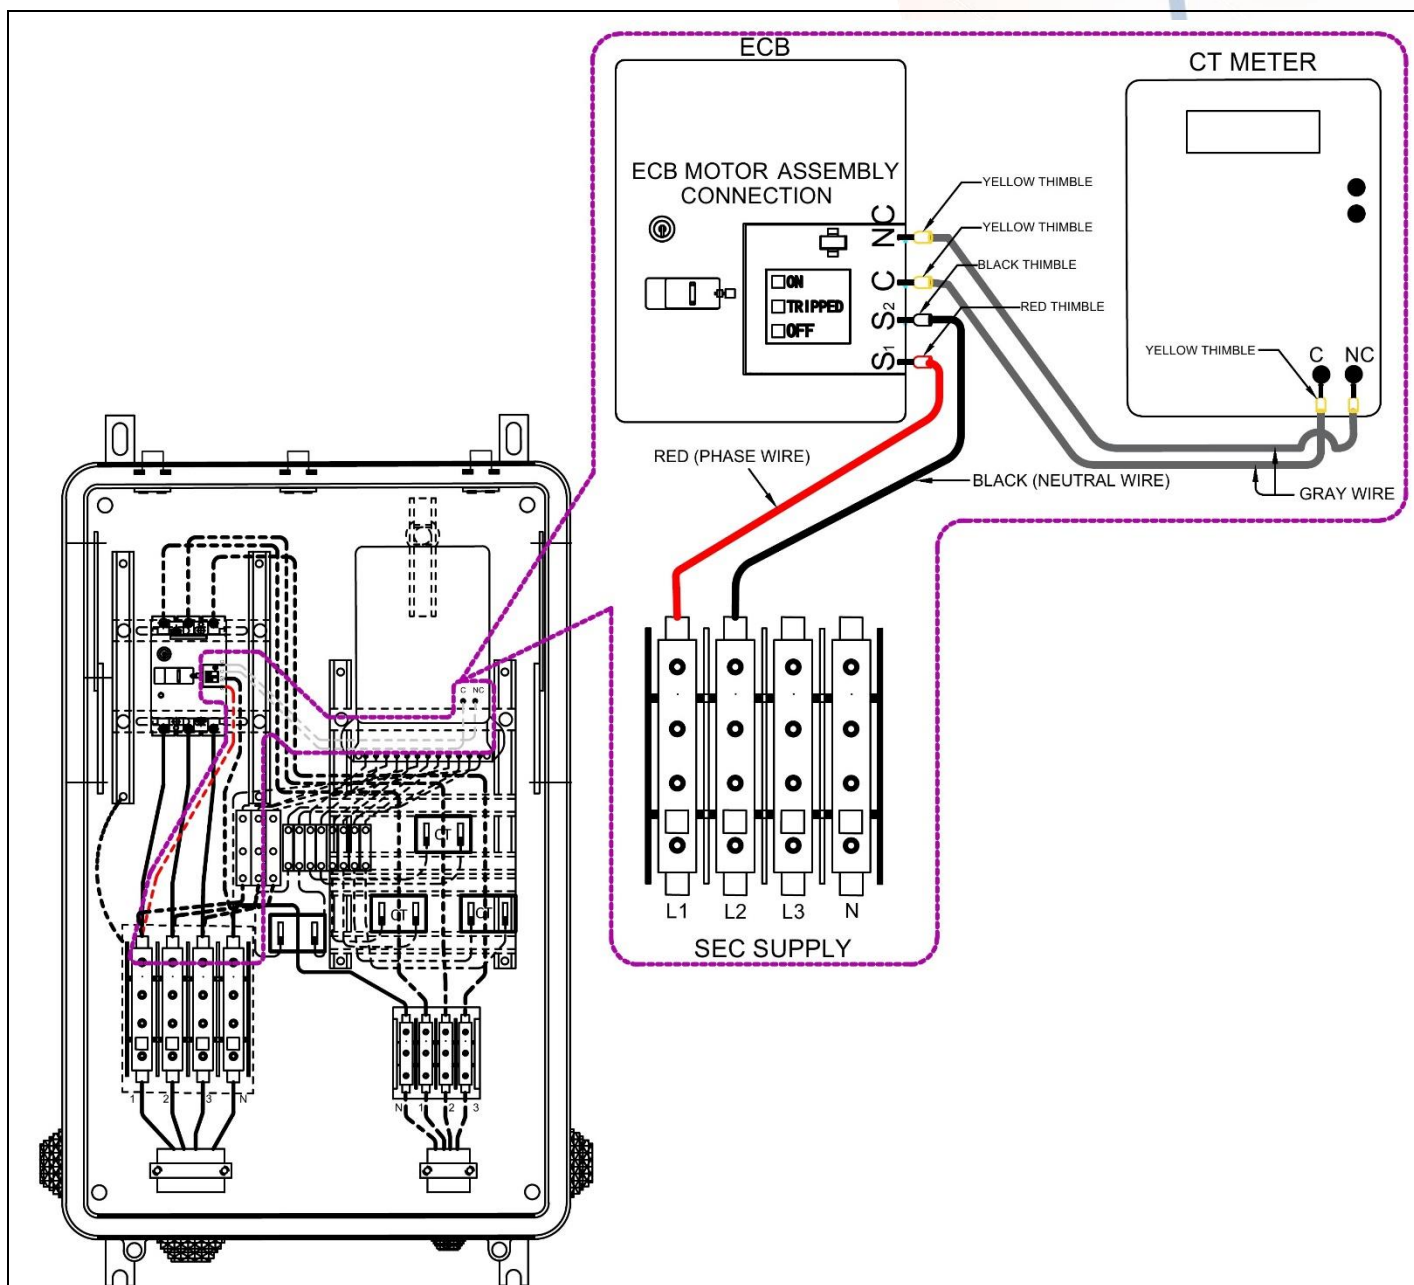 ECB
CT METER
ECB MOTOR ASSEMBLY
CONNECTION
NC
C
S2
S1
ON
TRIPPED
OFF
YELLOW THIMBLE
YELLOW THIMBLE
BLACK THIMBLE
RED THIMBLE
YELLOW THIMBLE
C NC
RED (PHASE WIRE)
BLACK (NEUTRAL WIRE)
GRAY WIRE
L1 L2 L3 N
SEC SUPPLY
C NC
CT
CT
CT
1 2 3 N
N 1 2 3